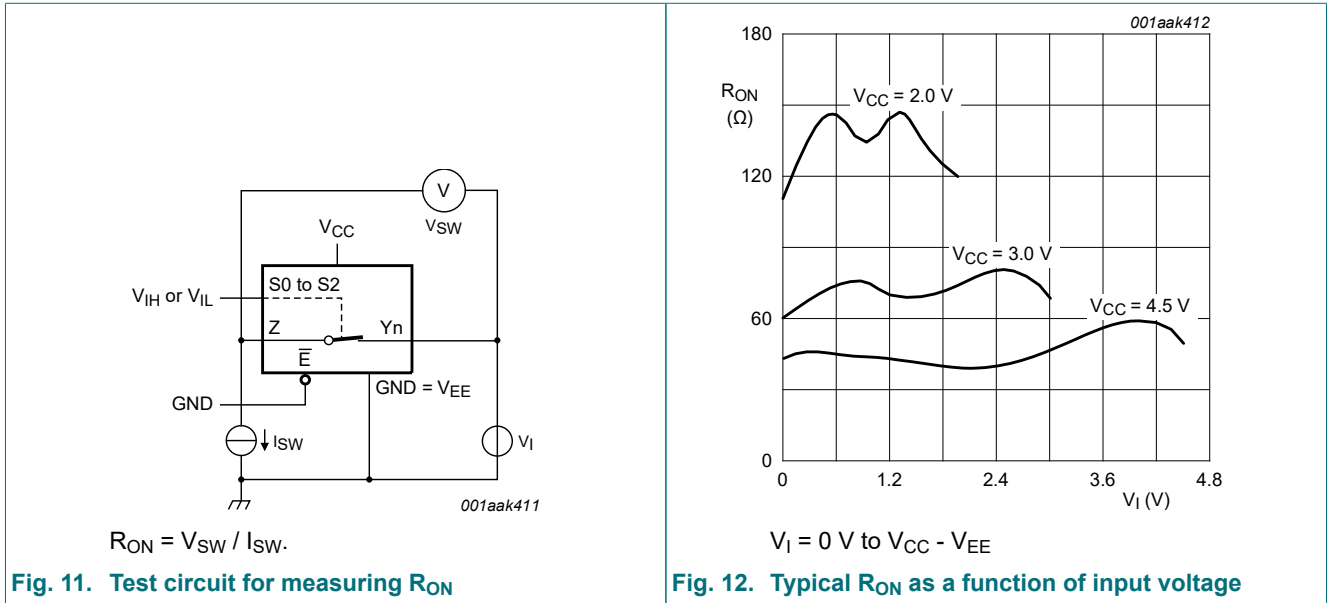 V
VSW
VCC
S0 to S2
VIH or VIL
Z
Yn
E̅
GND = VEE
GND
ISW
VI
001aak411
RON = VSW / ISW.
Fig. 11. Test circuit for measuring RON
001aak412
180
RON
(Ω)
VCC = 2.0 V
120
VCC = 3.0 V
VCC = 4.5 V
60
0
0
1.2
2.4
3.6
4.8
VI (V)
VI = 0 V to VCC - VEE
Fig. 12. Typical RON as a function of input voltage